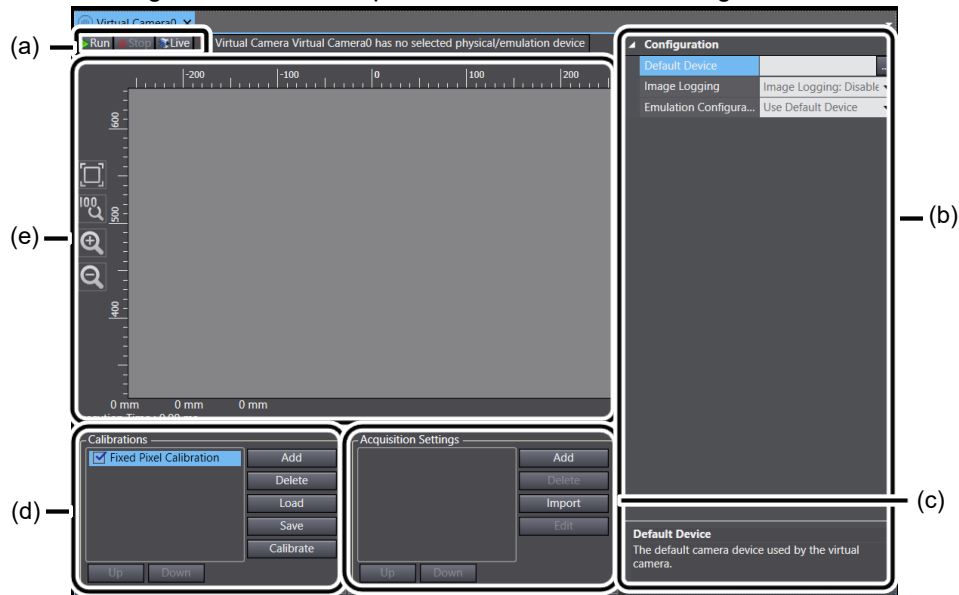 Virtual Camera0 ×
(a)
Run Stop Live Virtual Camera Virtual Camera0 has no selected physical/emulation device
-200 -100 0 100 200
600
500
400
100
(e)
0 mm 0 mm 0 mm
Configuration
Default Device ...
Image Logging Image Logging: Disable
Emulation Configura... Use Default Device
(b)
Calibrations
Fixed Pixel Calibration
Add
Delete
Load
Save
Calibrate
Up Down
(d)
Acquisition Settings
Add
Delete
Import
Edit
Up Down
(c)
Default Device
The default camera device used by the virtual
camera.